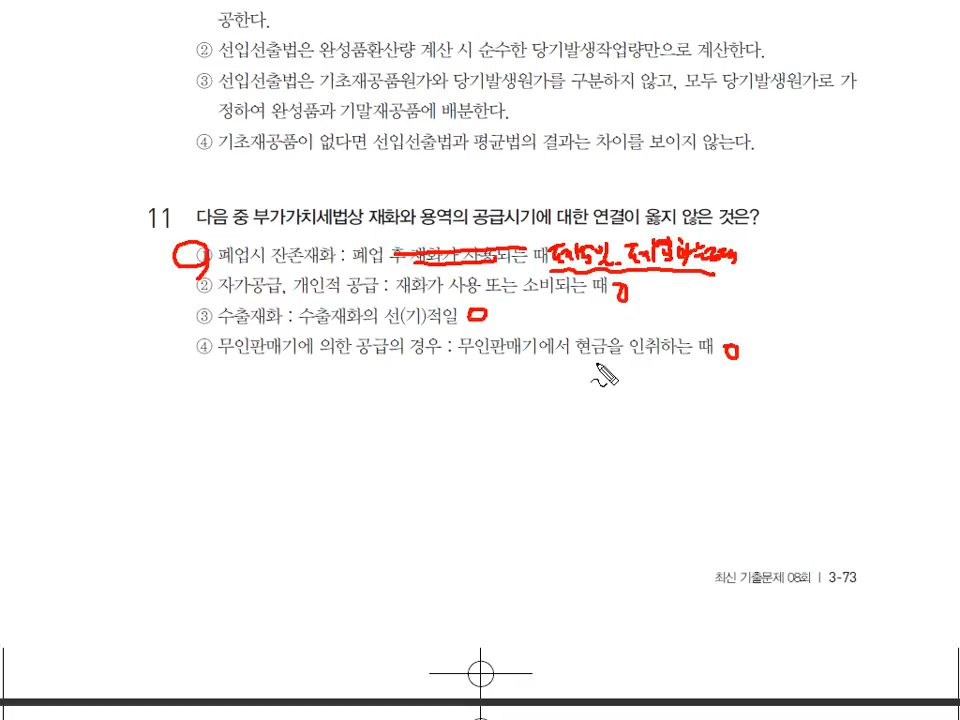 공한다.
② 선입선출법은 완성품환산량 계산 시 순수한 당기발생작업량만으로 계산한다.
③ 선입선출법은 기초재공품원가와 당기발생원가를 구분하지 않고, 모두 당기발생원가로 가
정하여 완성품과 기말재공품에 배분한다.
④ 기초재공품이 없다면 선입선출법과 평균법의 결과는 차이를 보이지 않는다.
11 다음 중 부가가치세법상 재화와 용역의 공급시기에 대한 연결이 옳지 않은 것은?
① 폐업시 잔존재화 : 폐업 후 재화가 사용되는 때
② 자가공급, 개인적 공급 : 재화가 사용 또는 소비되는 때
③ 수출재화 : 수출재화의 선(기)적일
④ 무인판매기에 의한 공급의 경우 : 무인판매기에서 현금을 인취하는 때
최신 기출문제 08회 | 3-73